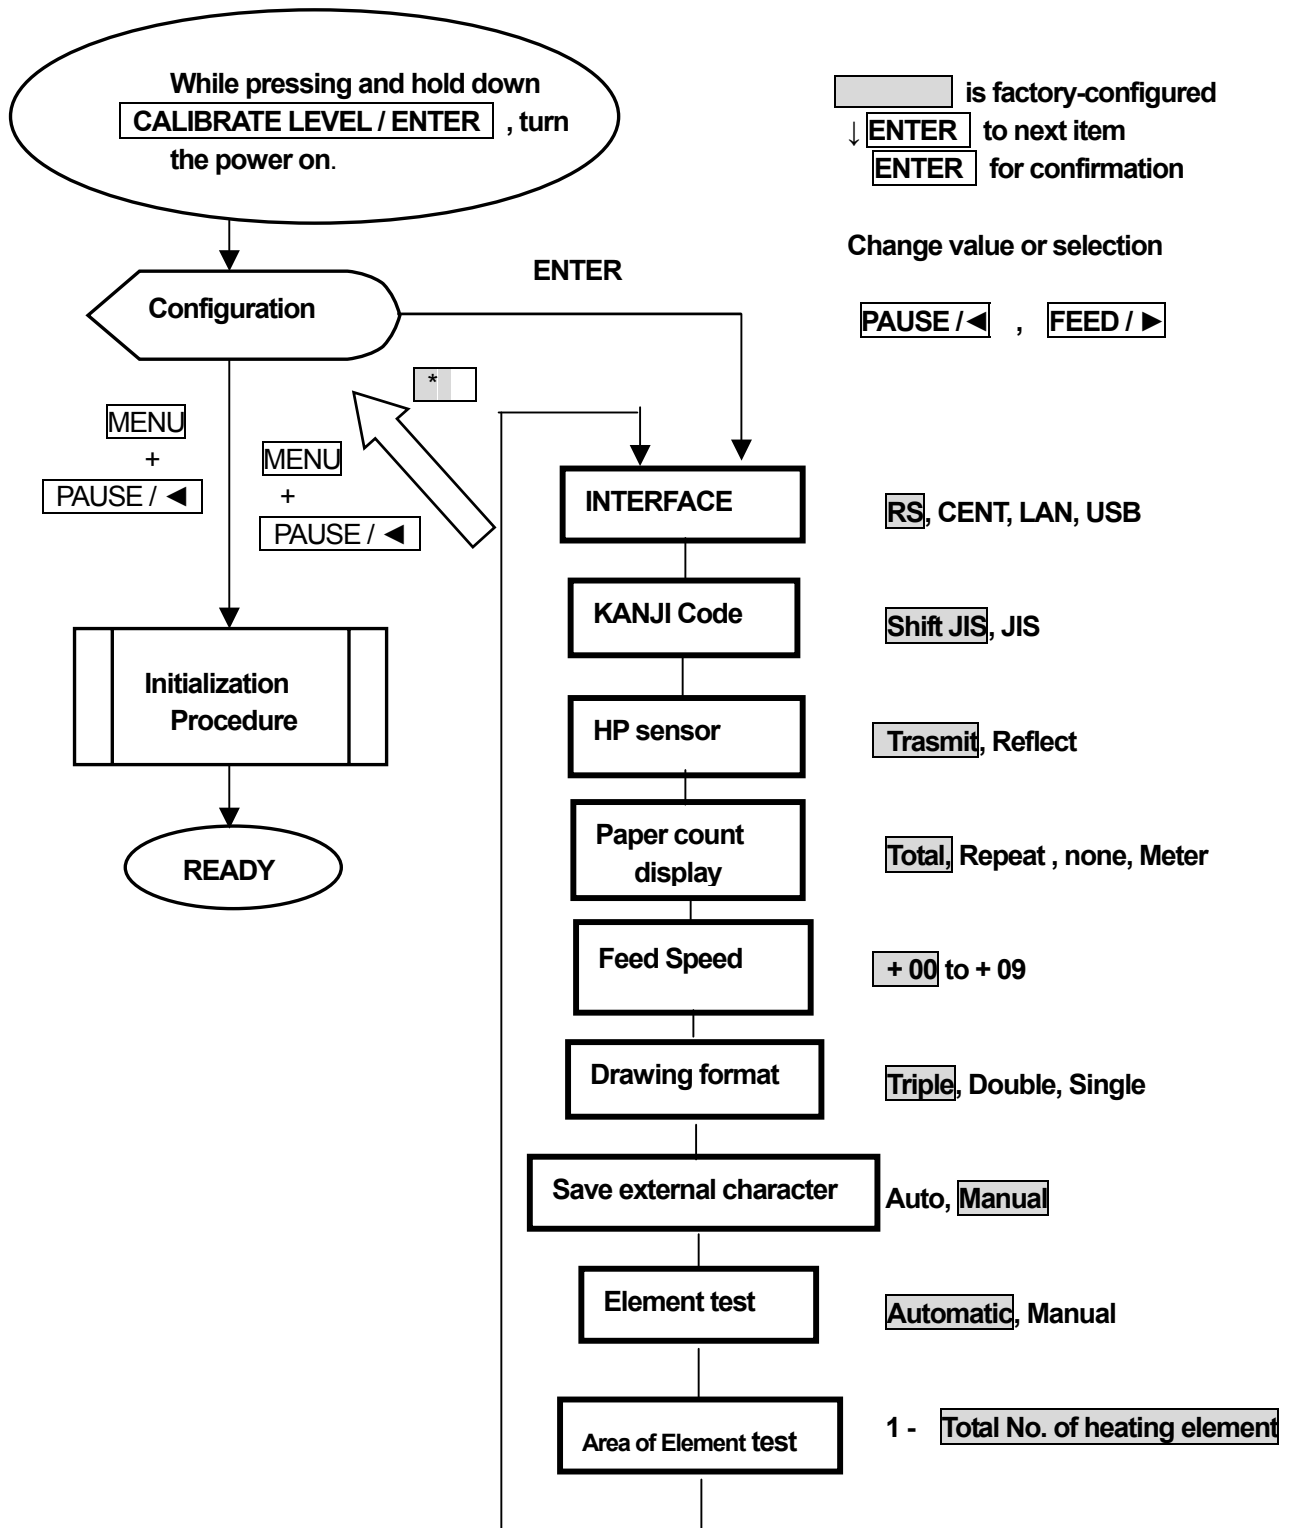 While pressing and hold down
CALIBRATE LEVEL / ENTER , turn
the power on.
is factory-configured
↓ ENTER to next item
ENTER for confirmation
Change value or selection
PAUSE /◄ , FEED / ►
ENTER
Configuration
*
MENU
+
PAUSE / ◄
MENU
+
PAUSE / ◄
Initialization
Procedure
READY
INTERFACE
RS, CENT, LAN, USB
KANJI Code
Shift JIS, JIS
HP sensor
Trasmit, Reflect
Paper count
display
Total, Repeat , none, Meter
Feed Speed
+ 00 to + 09
Drawing format
Triple, Double, Single
Save external character
Auto, Manual
Element test
Automatic, Manual
Area of Element test
1 - Total No. of heating element